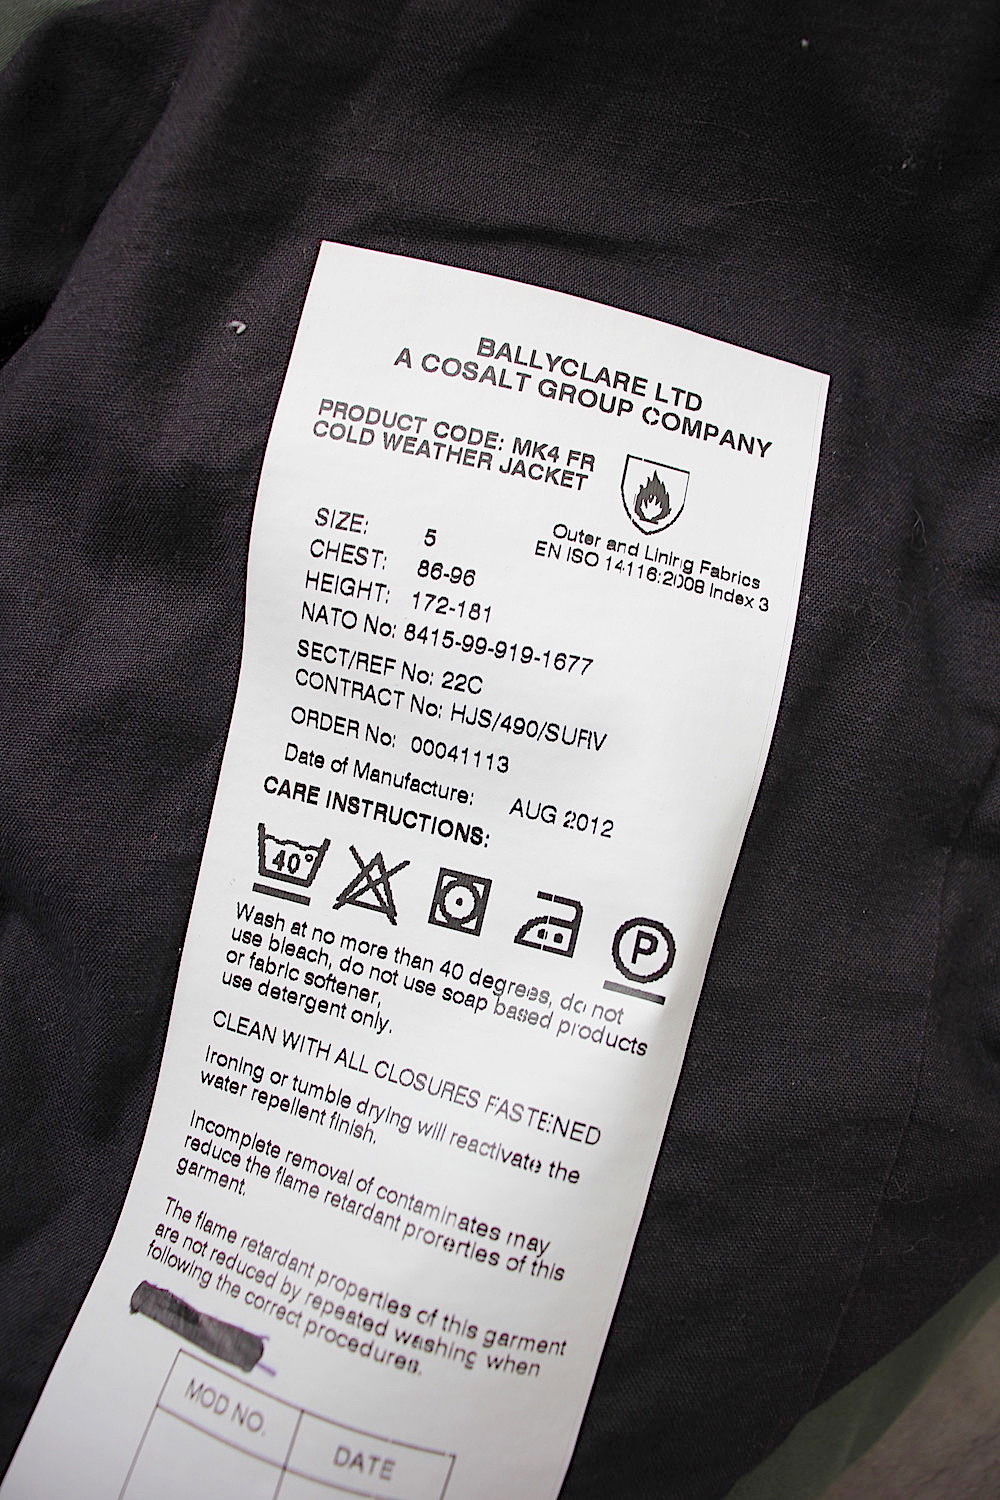 BALLYCLARE LTD
A COSALT GROUP COMPANY
PRODUCT CODE: MK4 FR
COLD WEATHER JACKET
Outer and Lining Fabrics
EN ISO 14116:2008 Index 3
SIZE: 5
CHEST: 86-96
HEIGHT: 172-181
NATO No: 8415-99-919-1677
SECT/REF No: 22C
CONTRACT No: HJS/490/SURV
ORDER No: 00041113
Date of Manufacture: AUG 2012
CARE INSTRUCTIONS:
40°
P
Wash at no more than 40 degrees, do not
use bleach, do not use soap based products
or fabric softener,
use detergent only.
CLEAN WITH ALL CLOSURES FASTENED
Ironing or tumble drying will reactivate the
water repellent finish.
Incomplete removal of contaminates may
reduce the flame retardant properties of this
garment.
The flame retardant properties of this garment
are not reduced by repeated washing when
following the correct procedures.
MOD NO. DATE